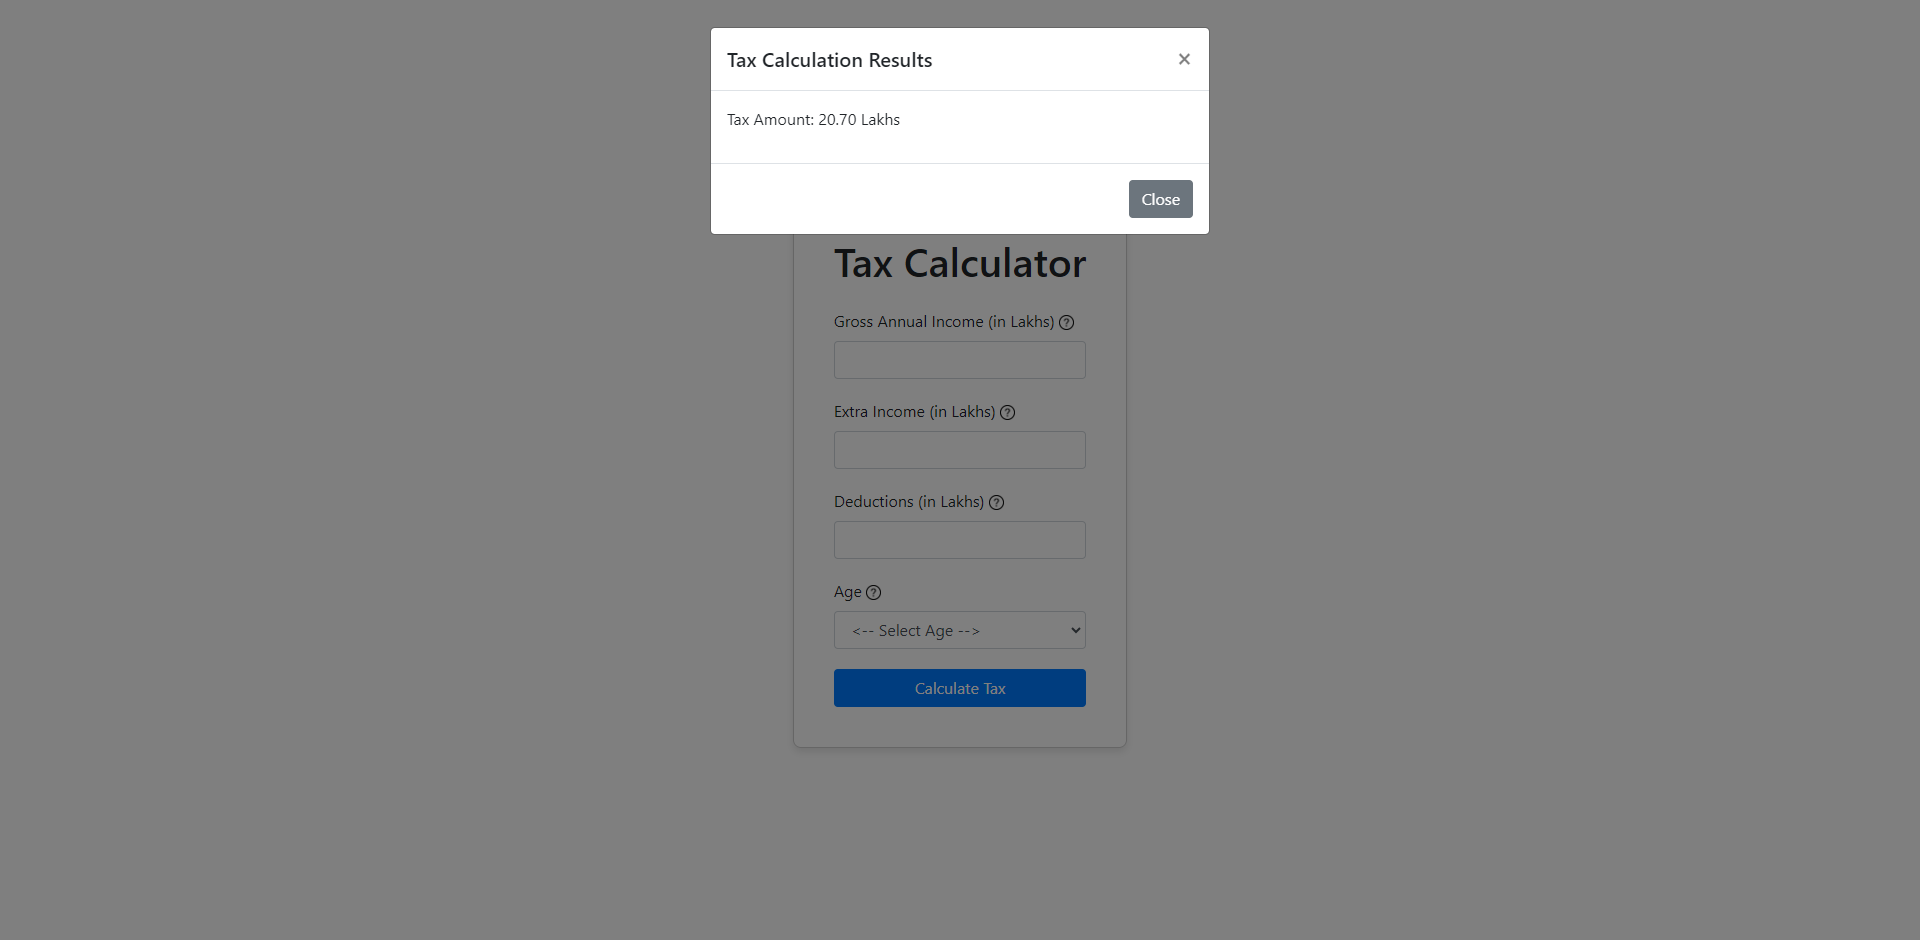 Tax Calculation Results ×
Tax Amount: 20.70 Lakhs
Close
Tax Calculator
Gross Annual Income (in Lakhs) ?
Extra Income (in Lakhs) ?
Deductions (in Lakhs) ?
Age ?
<-- Select Age -->
Calculate Tax